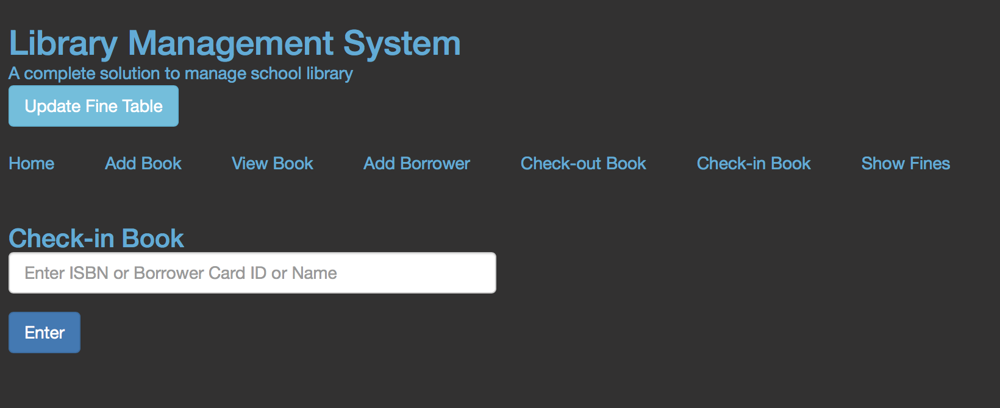 Library Management System
A complete solution to manage school library
Update Fine Table
Home Add Book View Book Add Borrower Check-out Book Check-in Book Show Fines
Check-in Book
Enter ISBN or Borrower Card ID or Name
Enter